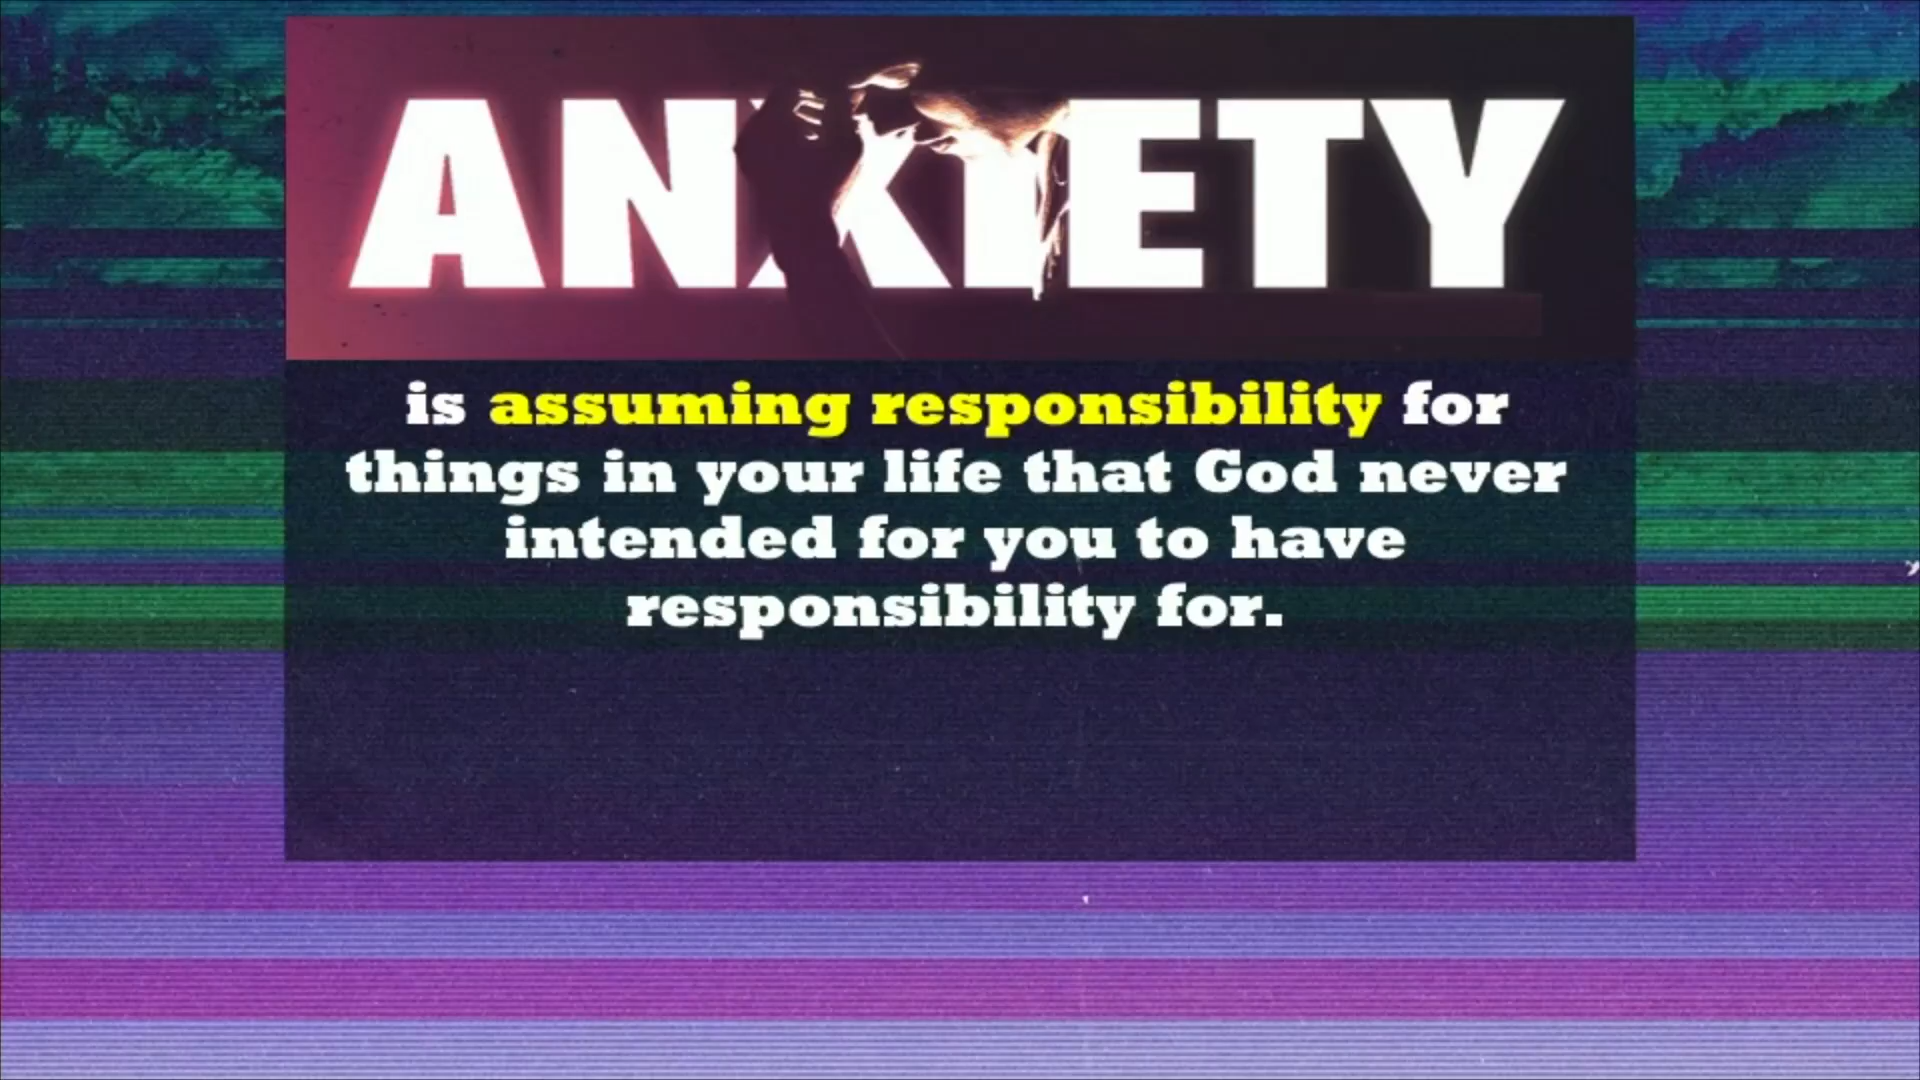 ANXIETY
is assuming responsibility for
things in your life that God never
intended for you to have
responsibility for.